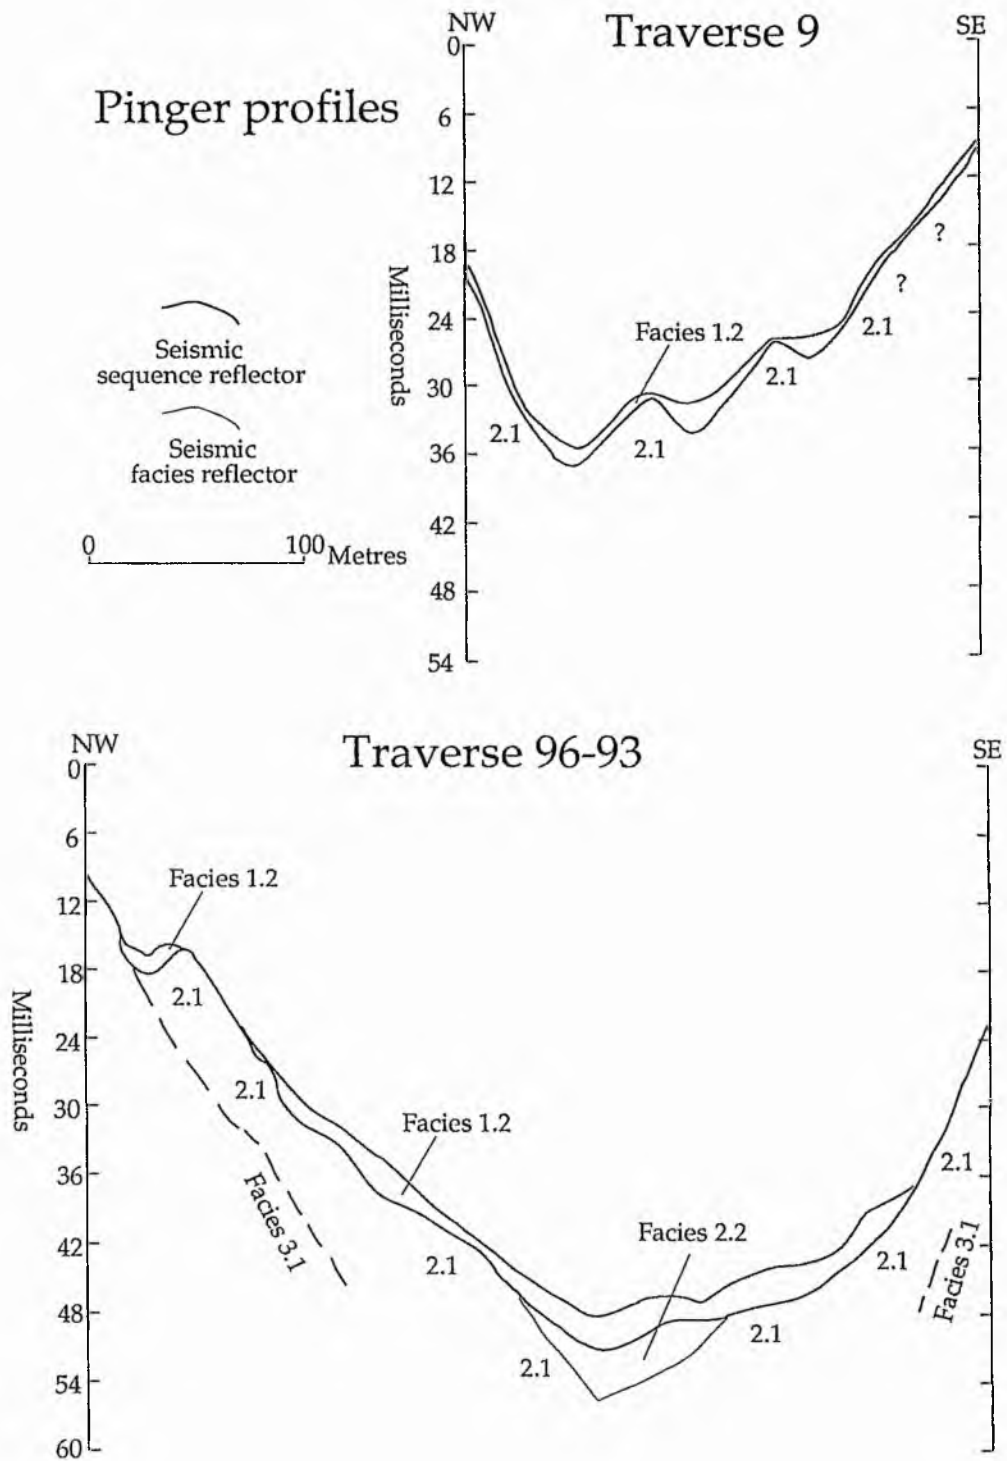 Pinger profiles
Seismic
sequence reflector
Seismic
facies reflector
0
100 Metres
Traverse 9
NW
SE
0
6
12
18
24
30
36
42
48
54
Milliseconds
Facies 1.2
2.1
2.1
2.1
2.1
?
?
Traverse 96-93
NW
SE
0
6
12
18
24
30
36
42
48
54
60
Milliseconds
Facies 1.2
2.1
2.1
Facies 1.2
Facies 3.1
2.1
Facies 2.2
2.1
2.1
2.1
2.1
Facies 3.1